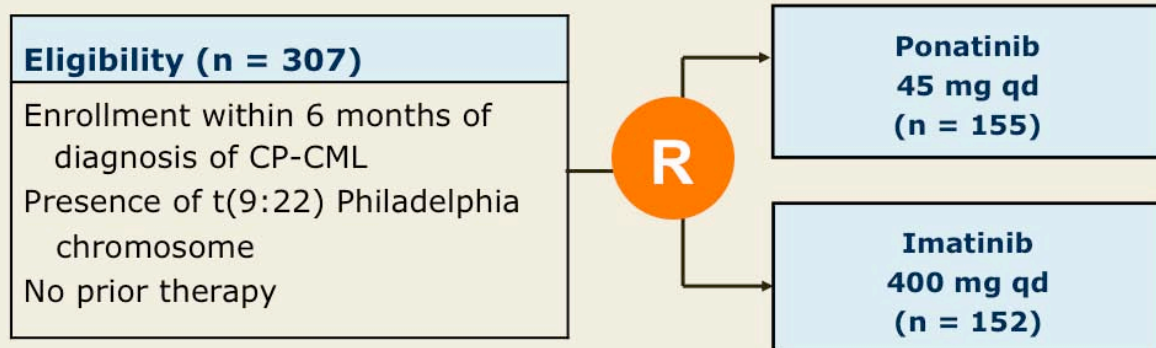 Eligibility (n = 307)
Enrollment within 6 months of
diagnosis of CP-CML
Presence of t(9:22) Philadelphia
chromosome
No prior therapy
R
Ponatinib
45 mg qd
(n = 155)
Imatinib
400 mg qd
(n = 152)